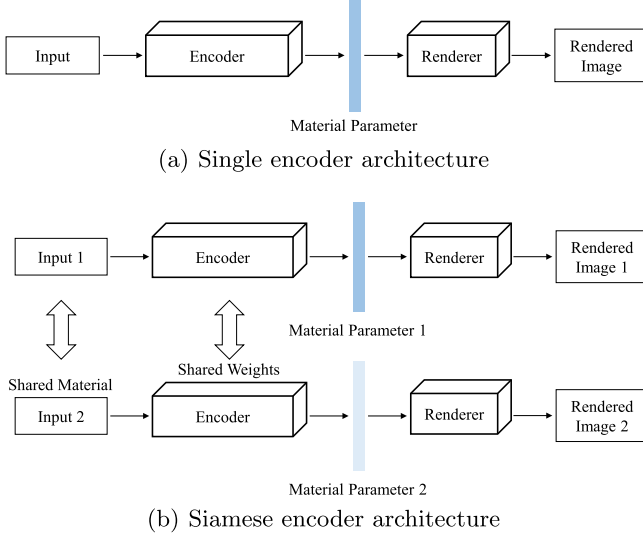 Input
Encoder
Renderer
Rendered
Image
Material Parameter
(a) Single encoder architecture
Input 1
Encoder
Renderer
Rendered
Image 1
Material Parameter 1
Shared Material
Shared Weights
Input 2
Encoder
Renderer
Rendered
Image 2
Material Parameter 2
(b) Siamese encoder architecture